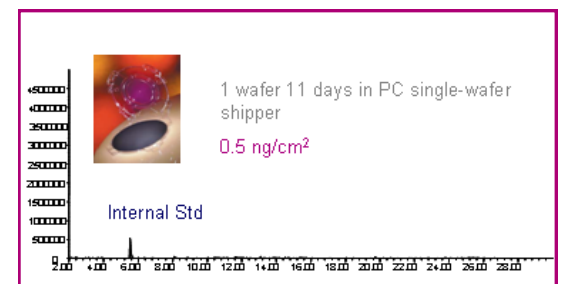 1 wafer 11 days in PC single-wafer
shipper
0.5 ng/cm²
Internal Std
4500000
4000000
3500000
3000000
2500000
2000000
1500000
1000000
500000
0
2.00 4.00 6.00 8.00 10.00 12.00 14.00 16.00 18.00 20.00 22.00 24.00 26.00 28.00